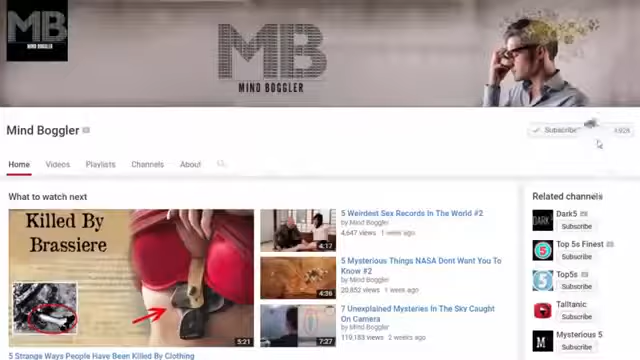 MB
MIND BOGGLER
MB
MIND BOGGLER
Mind Boggler
Subscribe
Home Videos Playlists Channels About
What to watch next
Killed By
Brassiere
5:21
5 Strange Ways People Have Been Killed By Clothing
4:17
5 Weirdest Sex Records In The World #2
by Mind Boggler
4,647 views 1 week ago
4:36
5 Mysterious Things NASA Dont Want You To
Know #2
by Mind Boggler
20,852 views 1 week ago
7:27
7 Unexplained Mysteries In The Sky Caught
On Camera
by Mind Boggler
119,183 views 2 weeks ago
Related channels
DARK5
Dark5
Subscribe
5
Top 5s Finest
Subscribe
5
Top5s
Subscribe
Talltanic
Subscribe
M
Mysterious 5
Subscribe